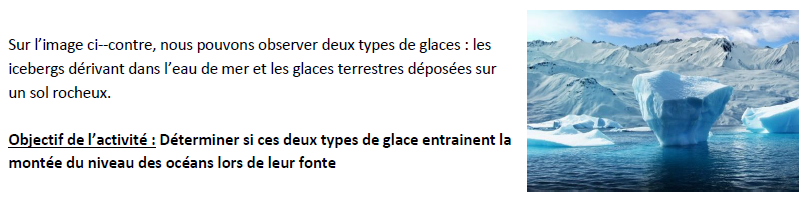 Sur l’image ci--contre, nous pouvons observer deux types de glaces : les
icebergs dérivant dans l’eau de mer et les glaces terrestres déposées sur
un sol rocheux.
Objectif de l’activité : Déterminer si ces deux types de glace entrainent la
montée du niveau des océans lors de leur fonte